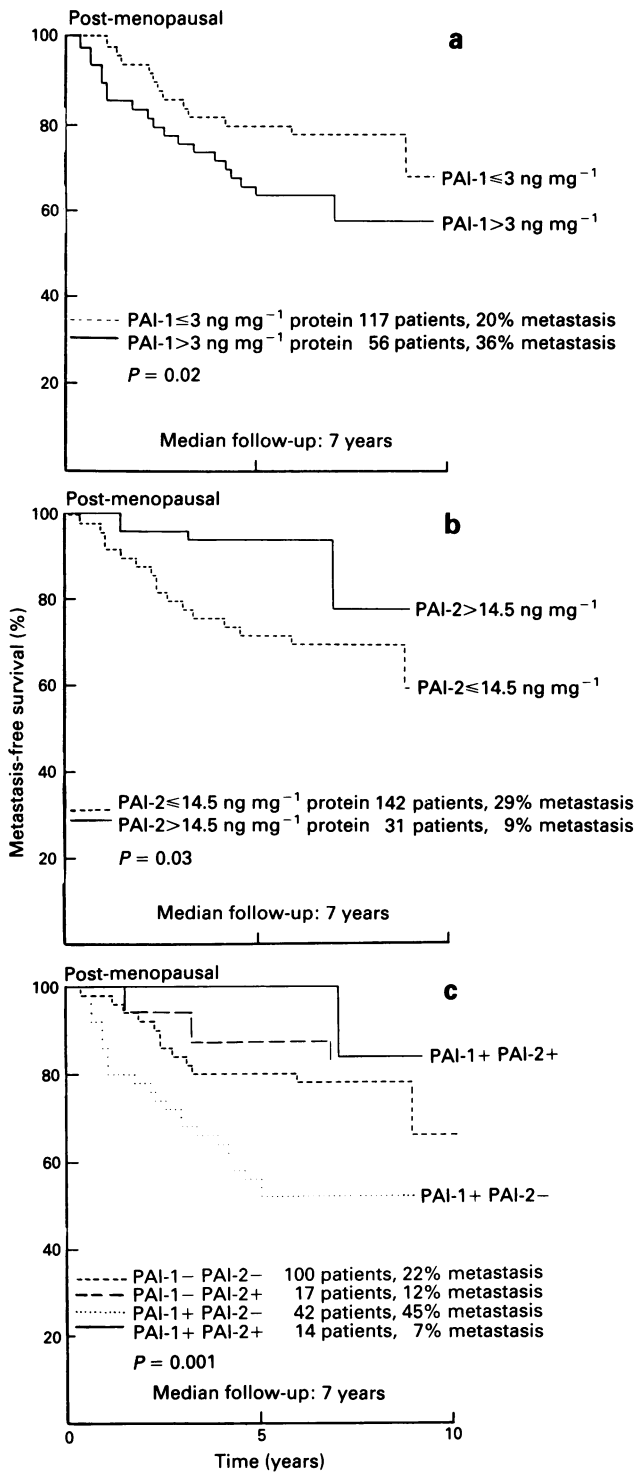 Post-menopausal
a
100
80
60
40
20
PAI-1≤3 ng mg⁻¹
PAI-1>3 ng mg⁻¹
PAI-1≤3 ng mg⁻¹ protein 117 patients, 20% metastasis
PAI-1>3 ng mg⁻¹ protein 56 patients, 36% metastasis
P = 0.02
Median follow-up: 7 years
Post-menopausal
b
100
80
60
40
20
Metastasis-free survival (%)
PAI-2>14.5 ng mg⁻¹
PAI-2≤14.5 ng mg⁻¹
PAI-2≤14.5 ng mg⁻¹ protein 142 patients, 29% metastasis
PAI-2>14.5 ng mg⁻¹ protein 31 patients, 9% metastasis
P = 0.03
Median follow-up: 7 years
Post-menopausal
c
100
80
60
40
20
PAI-1+ PAI-2+
PAI-1+ PAI-2−
PAI-1− PAI-2− 100 patients, 22% metastasis
PAI-1− PAI-2+ 17 patients, 12% metastasis
PAI-1+ PAI-2− 42 patients, 45% metastasis
PAI-1+ PAI-2+ 14 patients, 7% metastasis
P = 0.001
Median follow-up: 7 years
0 5 10
Time (years)